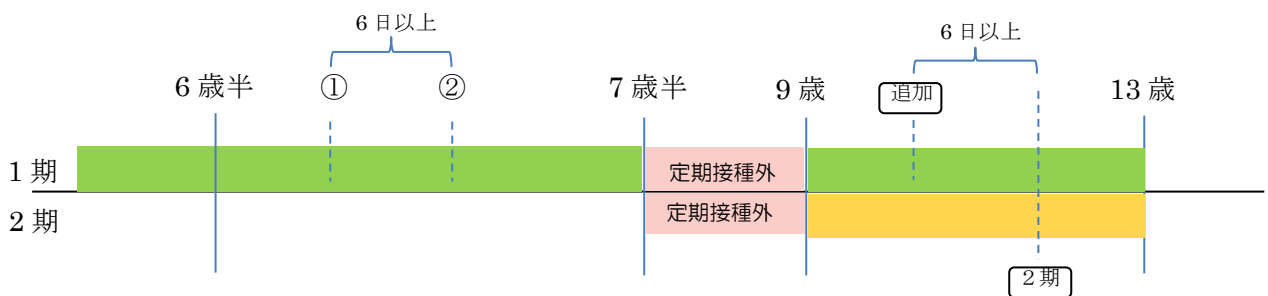 6日以上 6日以上
6歳半 ① ② 7歳半 9歳 追加 13歳
1期 定期接種外
2期 定期接種外
2期